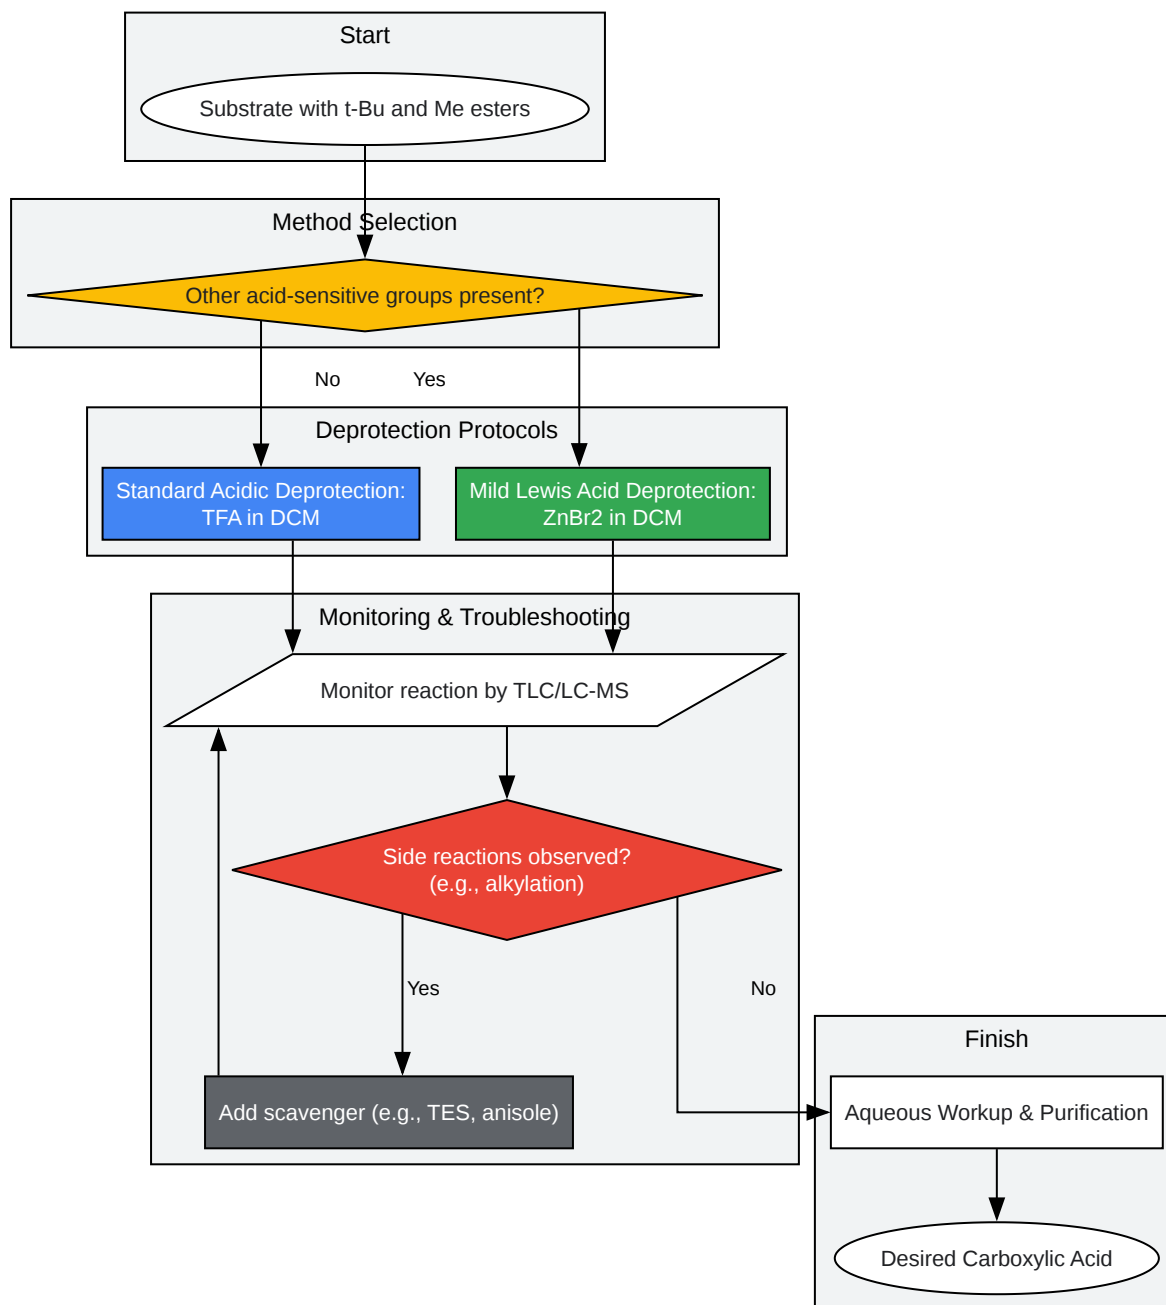 Start
Substrate with t-Bu and Me esters
Method Selection
Other acid-sensitive groups present?
No
Yes
Deprotection Protocols
Standard Acidic Deprotection:
TFA in DCM
Mild Lewis Acid Deprotection:
ZnBr2 in DCM
Monitoring & Troubleshooting
Monitor reaction by TLC/LC-MS
Side reactions observed?
(e.g., alkylation)
Yes
No
Add scavenger (e.g., TES, anisole)
Finish
Aqueous Workup & Purification
Desired Carboxylic Acid